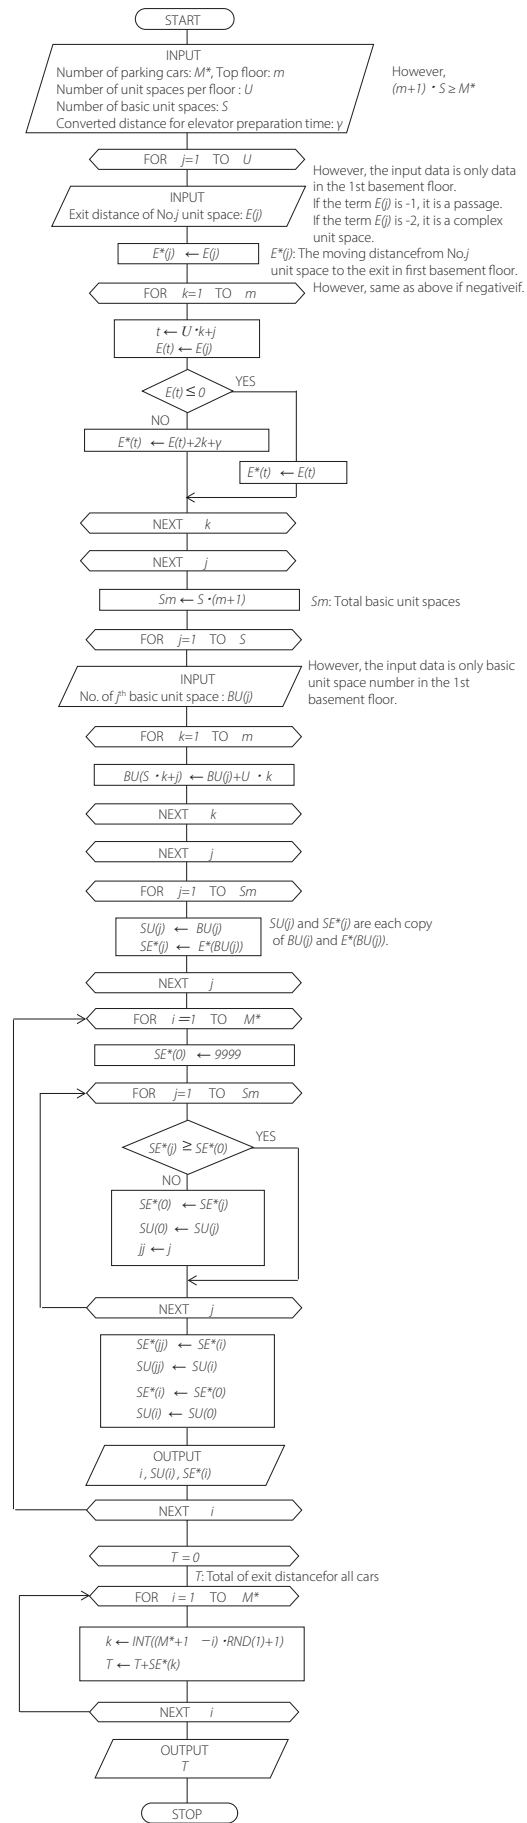 START
INPUT
Number of parking cars: M*, Top floor: m
Number of unit spaces per floor : U
Number of basic unit spaces: S
Converted distance for elevator preparation time: γ
However,
(m+1)・S ≥ M*
FOR j=1 TO U
INPUT
Exit distance of No.j unit space: E(j)
However, the input data is only data
in the 1st basement floor.
If the term E(j) is -1, it is a passage.
If the term E(j) is -2, it is a complex
unit space.
E*(j) ← E(j)
E*(j): The moving distancefrom No.j
unit space to the exit in first basement floor.
However, same as above if negativeif.
FOR k=1 TO m
t ← U・k+j
E(t) ← E(j)
E(t) ≤ 0
YES
NO
E*(t) ← E(t)+2k+γ
E*(t) ← E(t)
NEXT k
NEXT j
Sm ← S・(m+1)
Sm: Total basic unit spaces
FOR j=1 TO S
INPUT
No. of jth basic unit space : BU(j)
However, the input data is only basic
unit space number in the 1st
basement floor.
FOR k=1 TO m
BU(S・k+j) ← BU(j)+U・k
NEXT k
NEXT j
FOR j=1 TO Sm
SU(j) ← BU(j)
SE*(j) ← E*(BU(j))
SU(j) and SE*(j) are each copy
of BU(j) and E*(BU(j)).
NEXT j
FOR i=1 TO M*
SE*(0) ← 9999
FOR j=1 TO Sm
SE*(j) ≧ SE*(0)
YES
NO
SE*(0) ← SE*(j)
SU(0) ← SU(j)
jj ← j
NEXT j
SE*(jj) ← SE*(i)
SU(jj) ← SU(i)
SE*(i) ← SE*(0)
SU(i) ← SU(0)
OUTPUT
i , SU(i) , SE*(i)
NEXT i
T = 0
T: Total of exit distancefor all cars
FOR i = 1 TO M*
k ← INT((M*+1 −i)・RND(1)+1)
T ← T+SE*(k)
NEXT i
OUTPUT
T
STOP